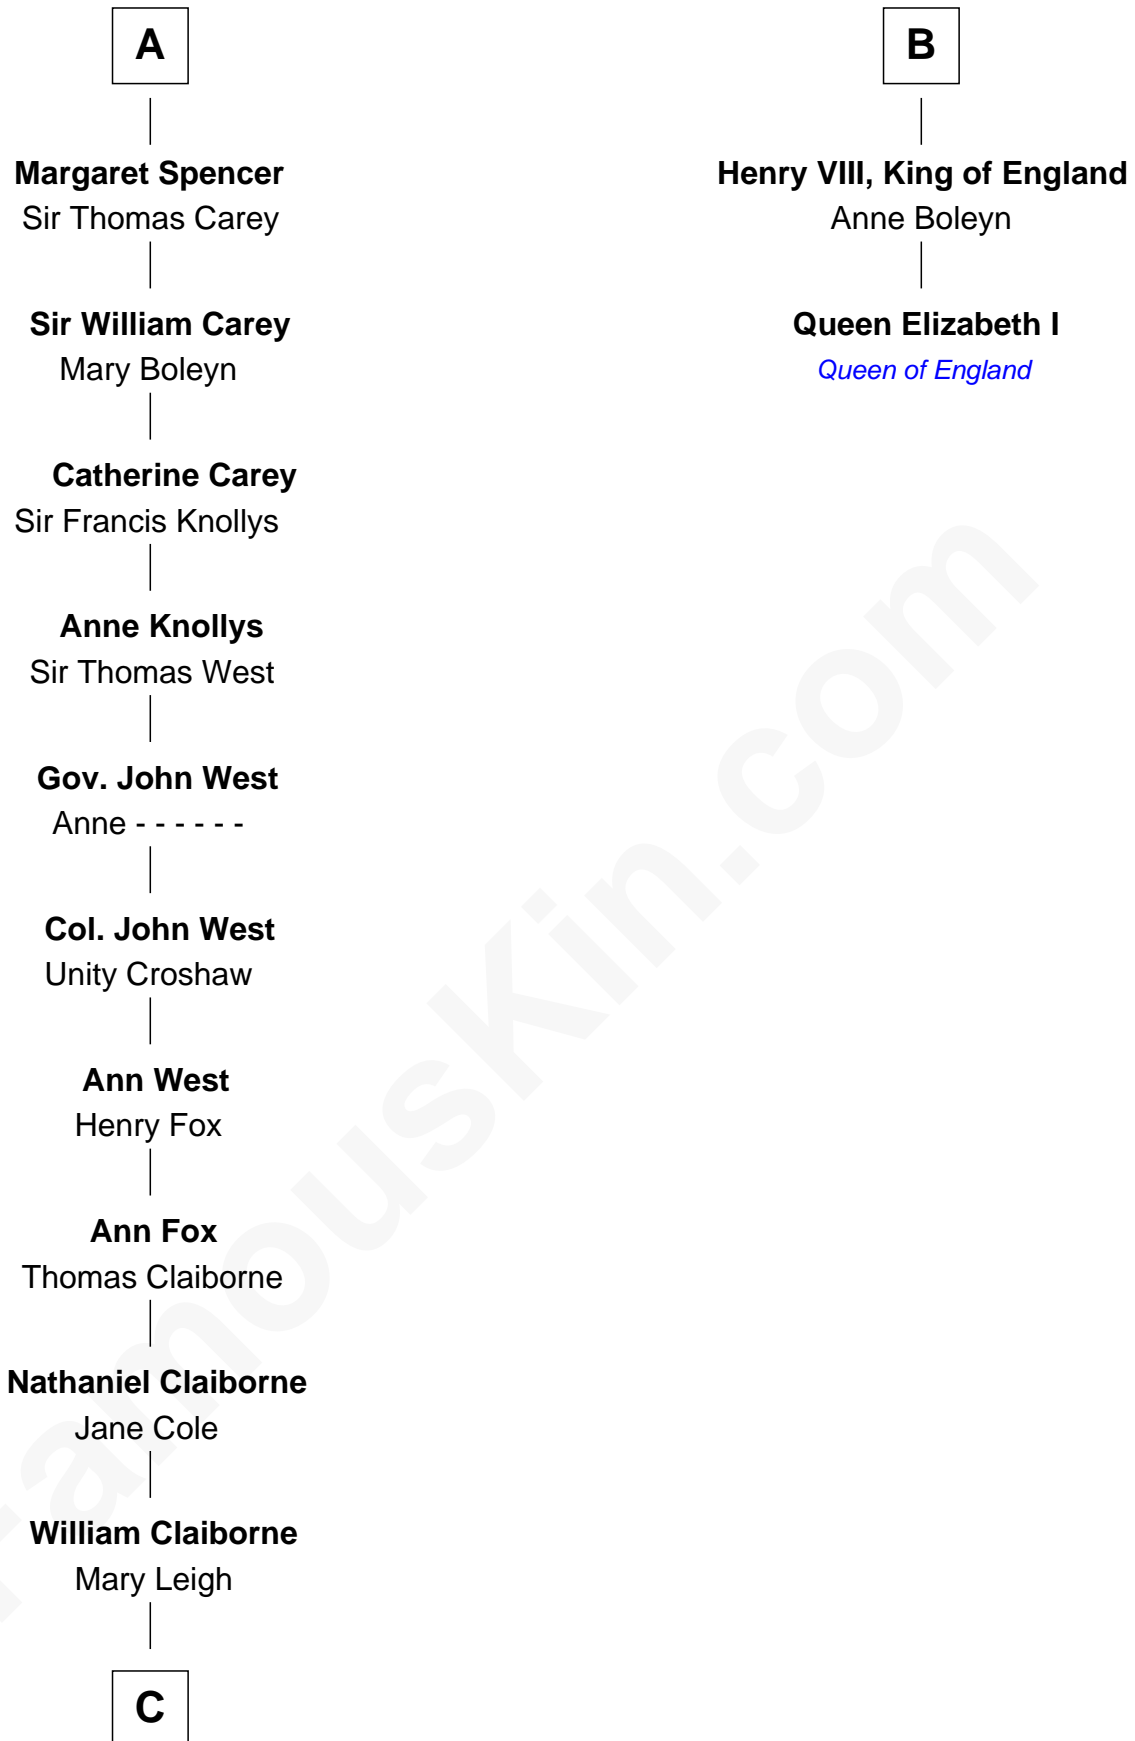 A
Margaret Spencer
Sir Thomas Carey
Sir William Carey
Mary Boleyn
Catherine Carey
Sir Francis Knollys
Anne Knollys
Sir Thomas West
Gov. John West
Anne - - - - - -
Col. John West
Unity Croshaw
Ann West
Henry Fox
Ann Fox
Thomas Claiborne
Nathaniel Claiborne
Jane Cole
William Claiborne
Mary Leigh
C
B
Henry VIII, King of England
Anne Boleyn
Queen Elizabeth I
Queen of England
FamousKin.com